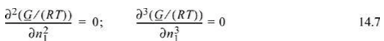 ∂²(G/(RT))/∂n₁² = 0; ∂³(G/(RT))/∂n₁³ = 0 14.7